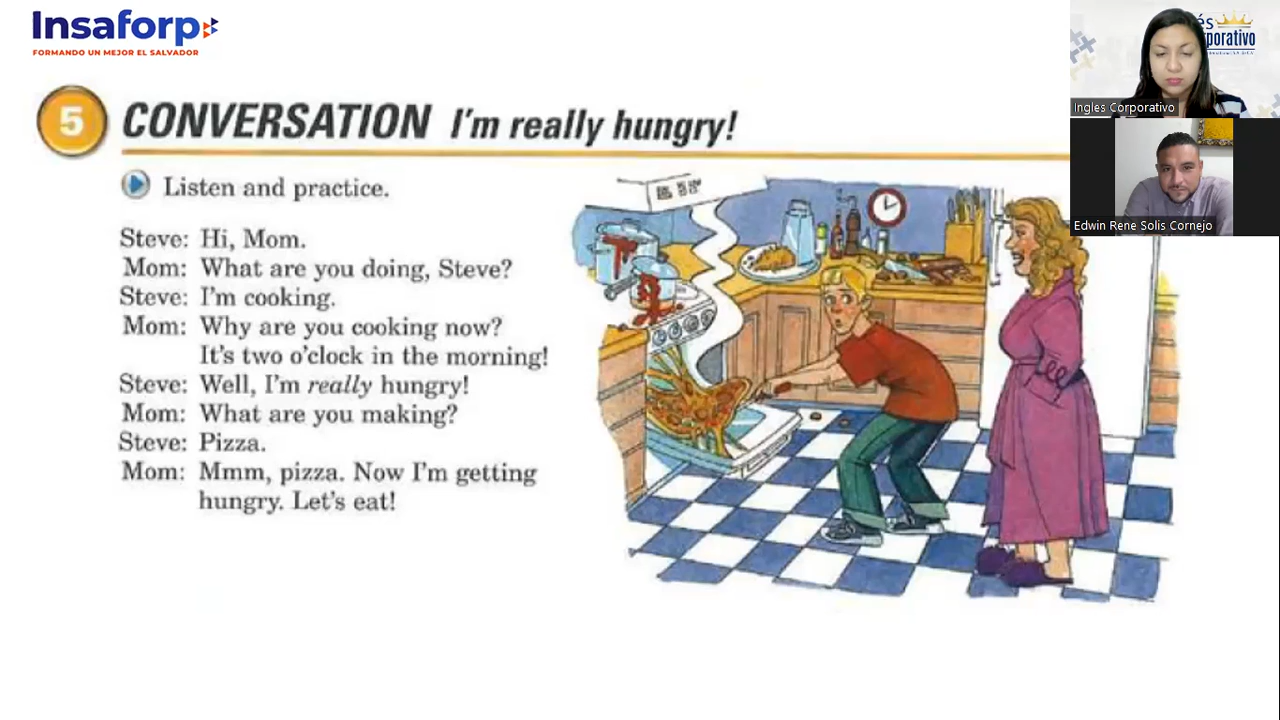 Insaforp
FORMANDO UN MEJOR EL SALVADOR
5 CONVERSATION I'm really hungry!
Listen and practice.
Steve: Hi, Mom.
Mom: What are you doing, Steve?
Steve: I'm cooking.
Mom: Why are you cooking now?
It's two o'clock in the morning!
Steve: Well, I'm really hungry!
Mom: What are you making?
Steve: Pizza.
Mom: Mmm, pizza. Now I'm getting
hungry. Let's eat!
Ingles Corporativo
Edwin Rene Solis Cornejo